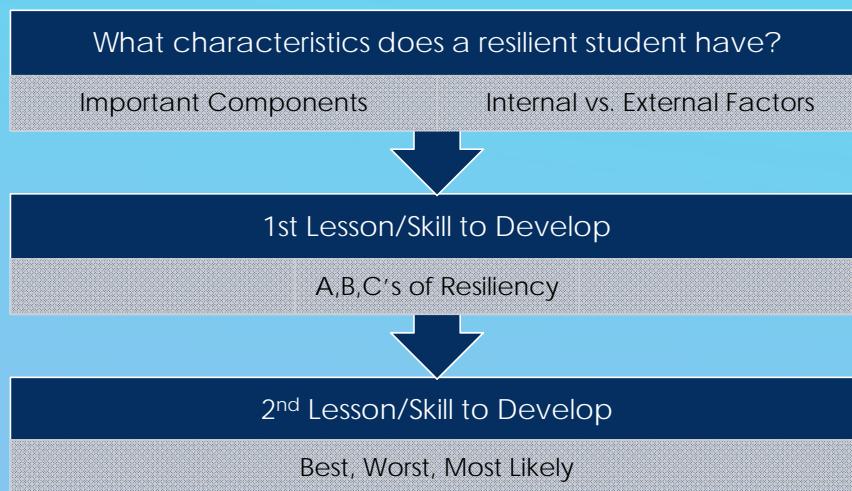 What characteristics does a resilient student have?
Important Components
Internal vs. External Factors
1st Lesson/Skill to Develop
A,B,C's of Resiliency
2nd Lesson/Skill to Develop
Best, Worst, Most Likely